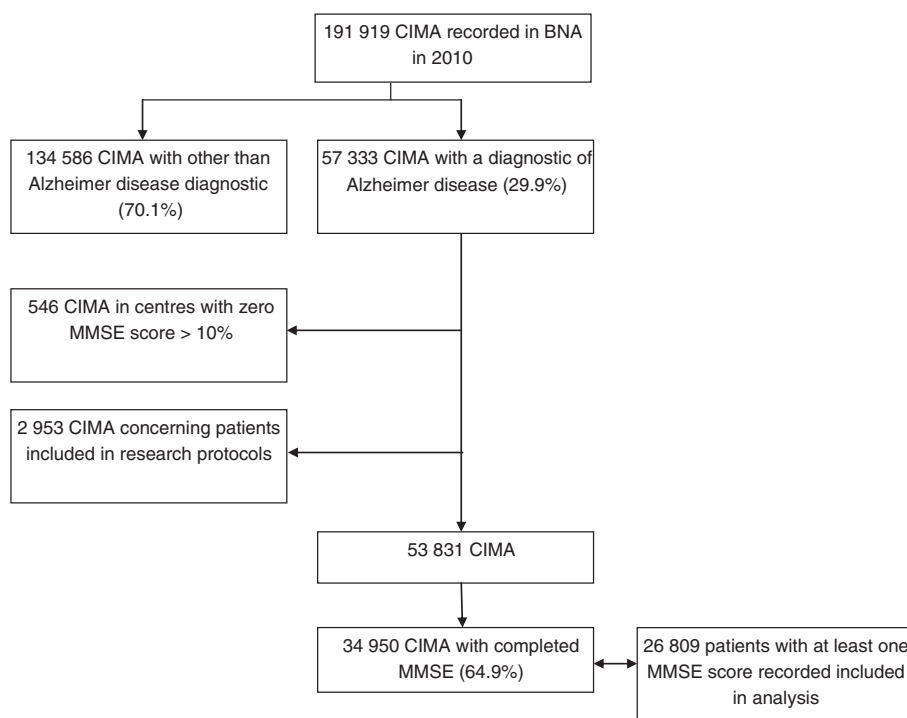 191 919 CIMA recorded in BNA
in 2010
134 586 CIMA with other than
Alzheimer disease diagnostic
(70.1%)
57 333 CIMA with a diagnostic of
Alzheimer disease (29.9%)
546 CIMA in centres with zero
MMSE score > 10%
2 953 CIMA concerning patients
included in research protocols
53 831 CIMA
34 950 CIMA with completed
MMSE (64.9%)
26 809 patients with at least one
MMSE score recorded included
in analysis